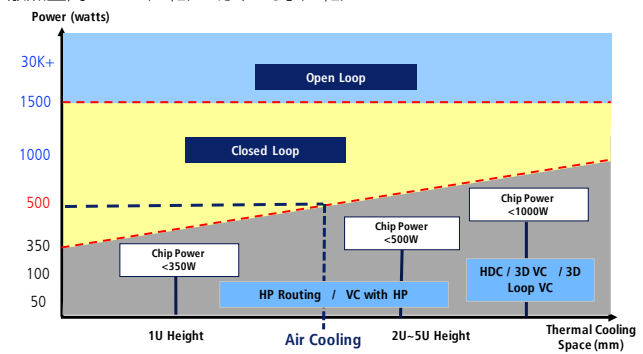 Power (watts)
30K+
Open Loop
1500
Closed Loop
1000
500
Chip Power
<1000W
Chip Power
<500W
350
Chip Power
<350W
100
HDC / 3D VC / 3D
Loop VC
HP Routing / VC with HP
50
1U Height
Air Cooling
2U~5U Height
Thermal Cooling
Space (mm)